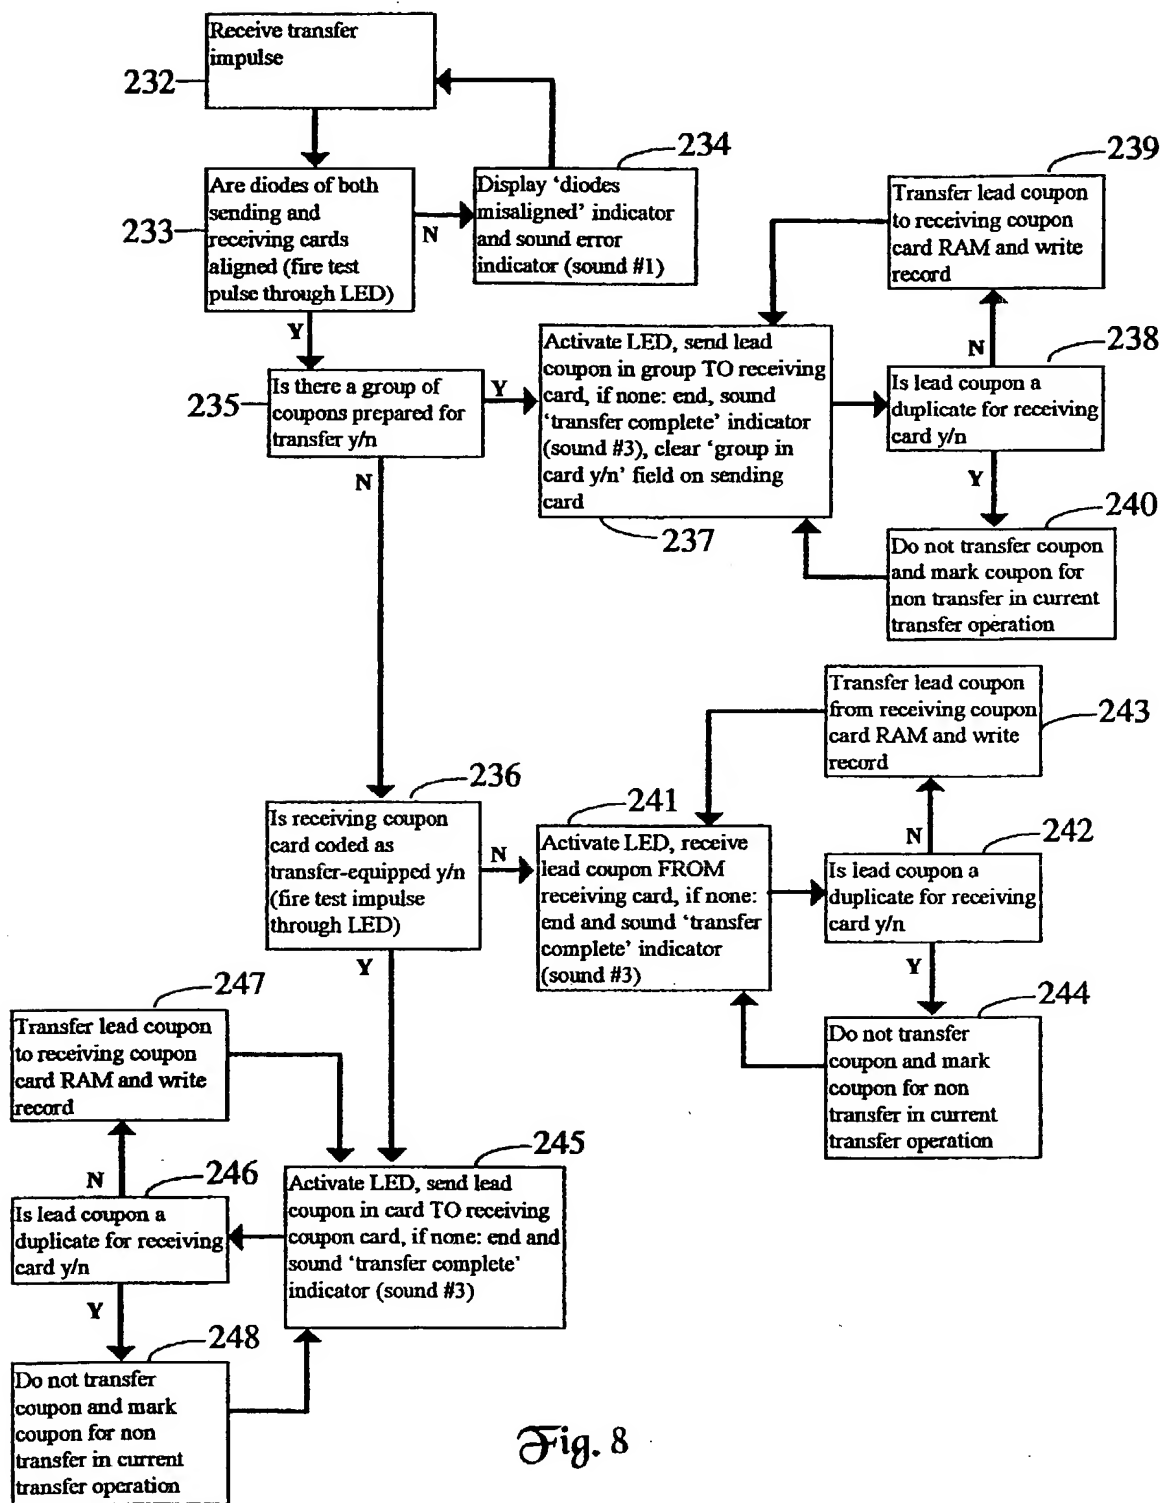 Receive transfer
impulse
232
Are diodes of both
sending and
receiving cards
aligned (fire test
pulse through LED)
233
N
Y
Display ‘diodes
misaligned’ indicator
and sound error
indicator (sound #1)
234
Is there a group of
coupons prepared for
transfer y/n
235
Y
N
Activate LED, send lead
coupon in group TO receiving
card, if none: end, sound
‘transfer complete’ indicator
(sound #3), clear ‘group in
card y/n’ field on sending
card
237
239
Transfer lead coupon
to receiving coupon
card RAM and write
record
N
238
Is lead coupon a
duplicate for receiving
card y/n
Y
240
Do not transfer coupon
and mark coupon for
non transfer in current
transfer operation
236
Is receiving coupon
card coded as
transfer-equipped y/n
(fire test impulse
through LED)
N
Y
241
Activate LED, receive
lead coupon FROM
receiving card, if none:
end and sound ‘transfer
complete’ indicator
(sound #3)
Transfer lead coupon
from receiving coupon
card RAM and write
record
243
N
242
Is lead coupon a
duplicate for receiving
card y/n
Y
244
Do not transfer
coupon and mark
coupon for non
transfer in current
transfer operation
247
Transfer lead coupon
to receiving coupon
card RAM and write
record
N
246
Is lead coupon a
duplicate for receiving
card y/n
Y
245
Activate LED, send lead
coupon in card TO receiving
coupon card, if none: end and
sound ‘transfer complete’
indicator (sound #3)
248
Do not transfer
coupon and mark
coupon for non
transfer in current
transfer operation
Fig. 8